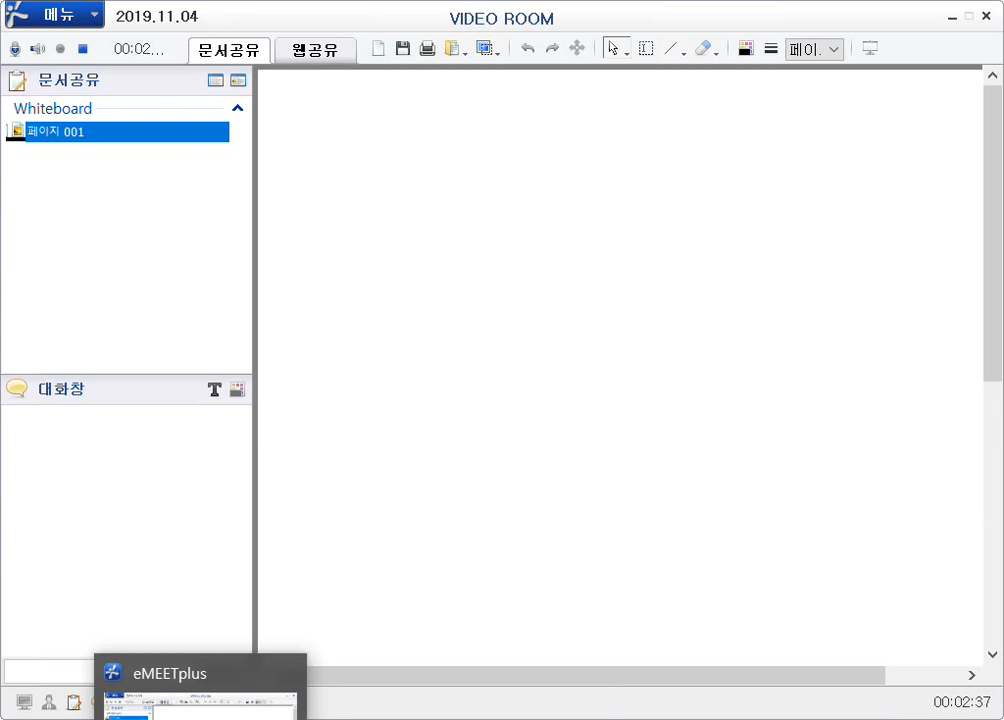 메뉴
2019.11.04
VIDEO ROOM
00:02...
문서공유
웹공유
페이.
문서공유
Whiteboard
페이지 001
대화창
T
eMEETplus
00:02:37